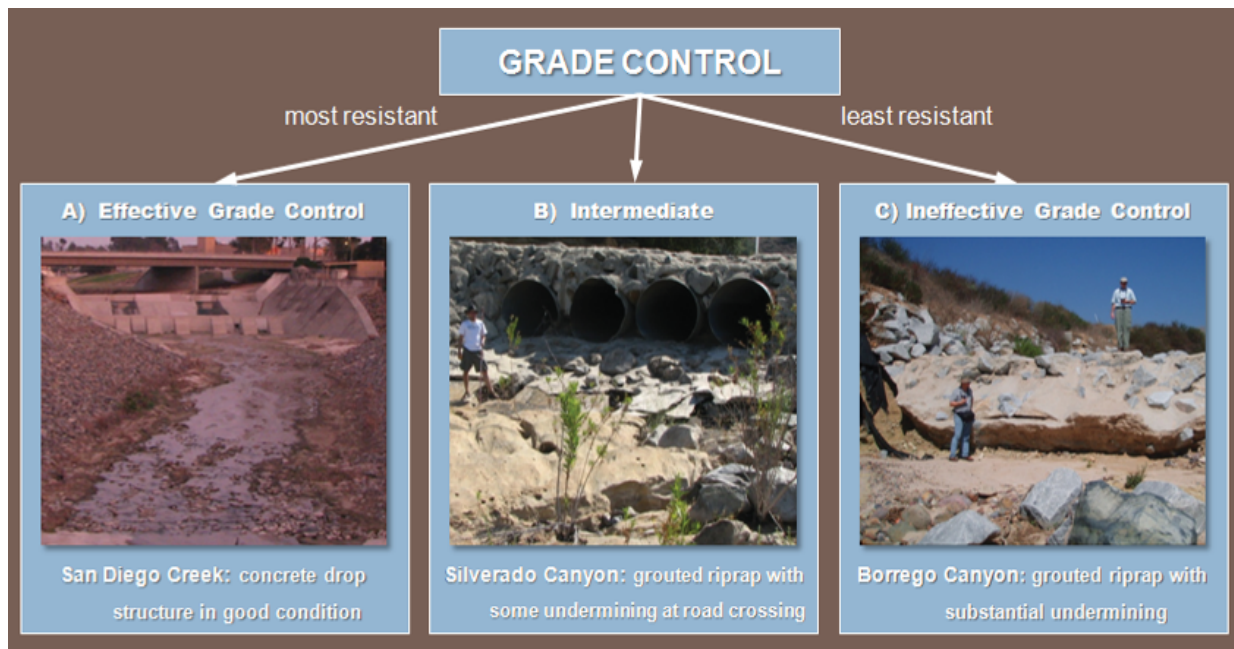 GRADE CONTROL
most resistant
least resistant
A) Effective Grade Control
San Diego Creek: concrete drop
structure in good condition
B) Intermediate
Silverado Canyon: grouted riprap with
some undermining at road crossing
C) Ineffective Grade Control
Borrego Canyon: grouted riprap with
substantial undermining